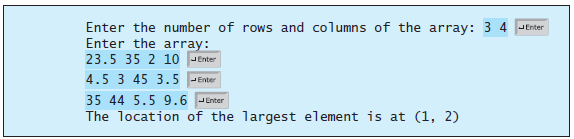 Enter the number of rows and columns of the array: 3 4 ↵Enter
Enter the array:
23.5 35 2 10 ↵Enter
4.5 3 45 3.5 ↵Enter
35 44 5.5 9.6 ↵Enter
The location of the largest element is at (1, 2)